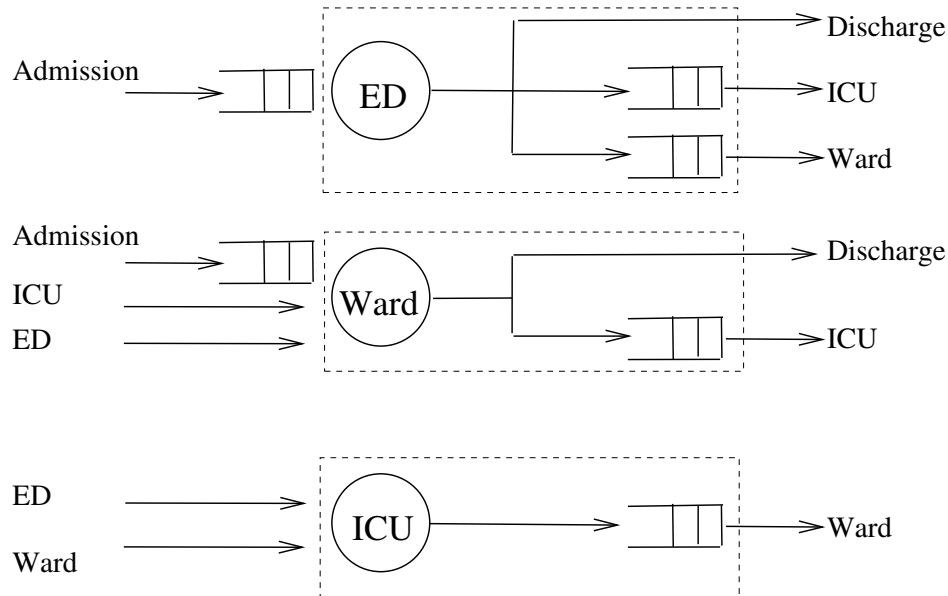 Discharge
Admission
ED
ICU
Ward
Admission
Discharge
ICU
Ward
ED
ICU
ED
ICU
Ward
Ward